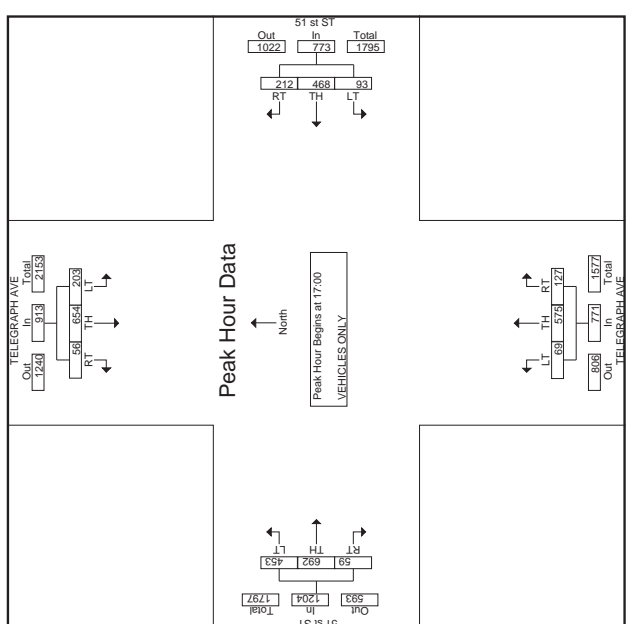 51 st ST
Out In Total
1022 773 1795
212 468 93
RT TH LT
TELEGRAPH AVE
Out In Total
1240 913 2153
56 654 203
RT TH LT
Peak Hour Data
North
Peak Hour Begins at 17:00
VEHICLES ONLY
LT TH RT
69 575 127
806 771 1577
Out In Total
TELEGRAPH AVE
LT TH RT
453 692 59
1797 1204 593
Total In Out
51 st ST